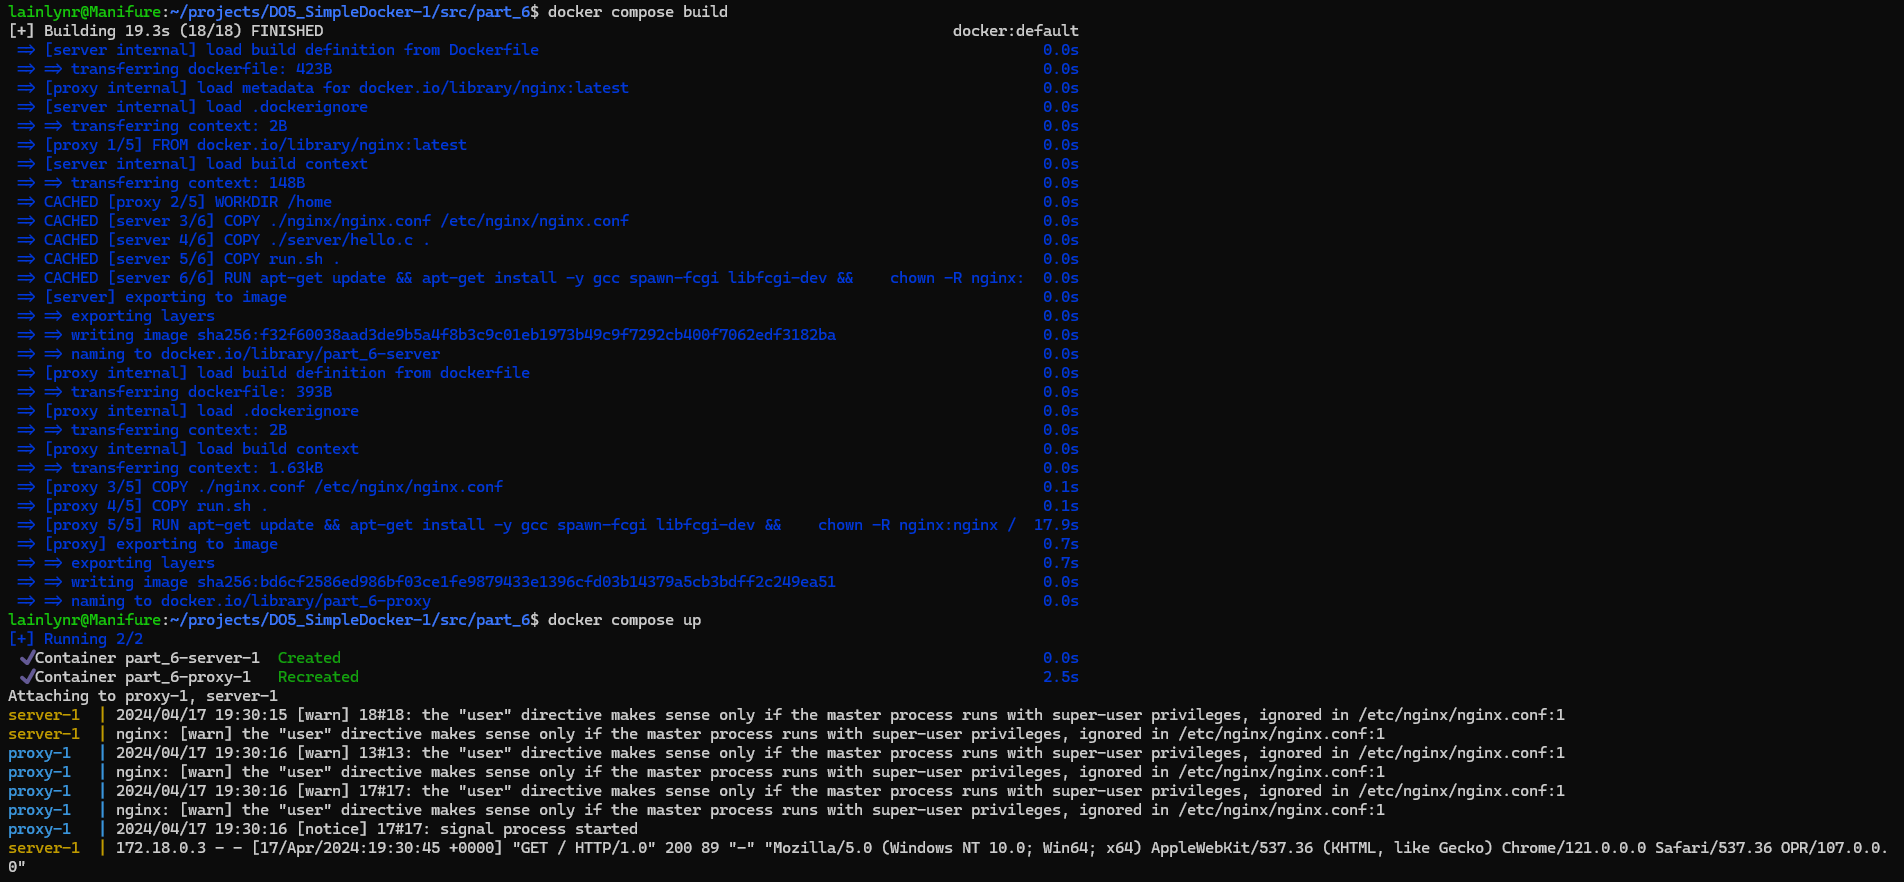 lainlynr@Manifure:~/projects/DO5_SimpleDocker-1/src/part_6$ docker compose build
[+] Building 19.3s (18/18) FINISHED docker:default
=> [server internal] load build definition from Dockerfile 0.0s
=> => transferring dockerfile: 423B 0.0s
=> [proxy internal] load metadata for docker.io/library/nginx:latest 0.0s
=> [server internal] load .dockerignore 0.0s
=> => transferring context: 2B 0.0s
=> [proxy 1/5] FROM docker.io/library/nginx:latest 0.0s
=> [server internal] load build context 0.0s
=> => transferring context: 148B 0.0s
=> CACHED [proxy 2/5] WORKDIR /home 0.0s
=> CACHED [server 3/6] COPY ./nginx/nginx.conf /etc/nginx/nginx.conf 0.0s
=> CACHED [server 4/6] COPY ./server/hello.c . 0.0s
=> CACHED [server 5/6] COPY run.sh . 0.0s
=> CACHED [server 6/6] RUN apt-get update && apt-get install -y gcc spawn-fcgi libfcgi-dev && chown -R nginx: 0.0s
=> [server] exporting to image 0.0s
=> => exporting layers 0.0s
=> => writing image sha256:f32f60038aad3de9b5a4f8b3c9c01eb1973b49c9f7292cb400f7062edf3182ba 0.0s
=> => naming to docker.io/library/part_6-server 0.0s
=> [proxy internal] load build definition from dockerfile 0.0s
=> => transferring dockerfile: 393B 0.0s
=> [proxy internal] load .dockerignore 0.0s
=> => transferring context: 2B 0.0s
=> [proxy internal] load build context 0.0s
=> => transferring context: 1.63kB 0.0s
=> [proxy 3/5] COPY ./nginx.conf /etc/nginx/nginx.conf 0.1s
=> [proxy 4/5] COPY run.sh . 0.1s
=> [proxy 5/5] RUN apt-get update && apt-get install -y gcc spawn-fcgi libfcgi-dev && chown -R nginx:nginx / 17.9s
=> [proxy] exporting to image 0.7s
=> => exporting layers 0.7s
=> => writing image sha256:bd6cf2586ed986bf03ce1fe9879433e1396cfd03b14379a5cb3bdff2c249ea51 0.0s
=> => naming to docker.io/library/part_6-proxy 0.0s
lainlynr@Manifure:~/projects/DO5_SimpleDocker-1/src/part_6$ docker compose up
[+] Running 2/2
✔Container part_6-server-1 Created 0.0s
✔Container part_6-proxy-1 Recreated 2.5s
Attaching to proxy-1, server-1
server-1 | 2024/04/17 19:30:15 [warn] 18#18: the "user" directive makes sense only if the master process runs with super-user privileges, ignored in /etc/nginx/nginx.conf:1
server-1 | nginx: [warn] the "user" directive makes sense only if the master process runs with super-user privileges, ignored in /etc/nginx/nginx.conf:1
proxy-1 | 2024/04/17 19:30:16 [warn] 13#13: the "user" directive makes sense only if the master process runs with super-user privileges, ignored in /etc/nginx/nginx.conf:1
proxy-1 | nginx: [warn] the "user" directive makes sense only if the master process runs with super-user privileges, ignored in /etc/nginx/nginx.conf:1
proxy-1 | 2024/04/17 19:30:16 [warn] 17#17: the "user" directive makes sense only if the master process runs with super-user privileges, ignored in /etc/nginx/nginx.conf:1
proxy-1 | nginx: [warn] the "user" directive makes sense only if the master process runs with super-user privileges, ignored in /etc/nginx/nginx.conf:1
proxy-1 | 2024/04/17 19:30:16 [notice] 17#17: signal process started
server-1 | 172.18.0.3 - - [17/Apr/2024:19:30:45 +0000] "GET / HTTP/1.0" 200 89 "-" "Mozilla/5.0 (Windows NT 10.0; Win64; x64) AppleWebKit/537.36 (KHTML, like Gecko) Chrome/121.0.0.0 Safari/537.36 OPR/107.0.0.
0"